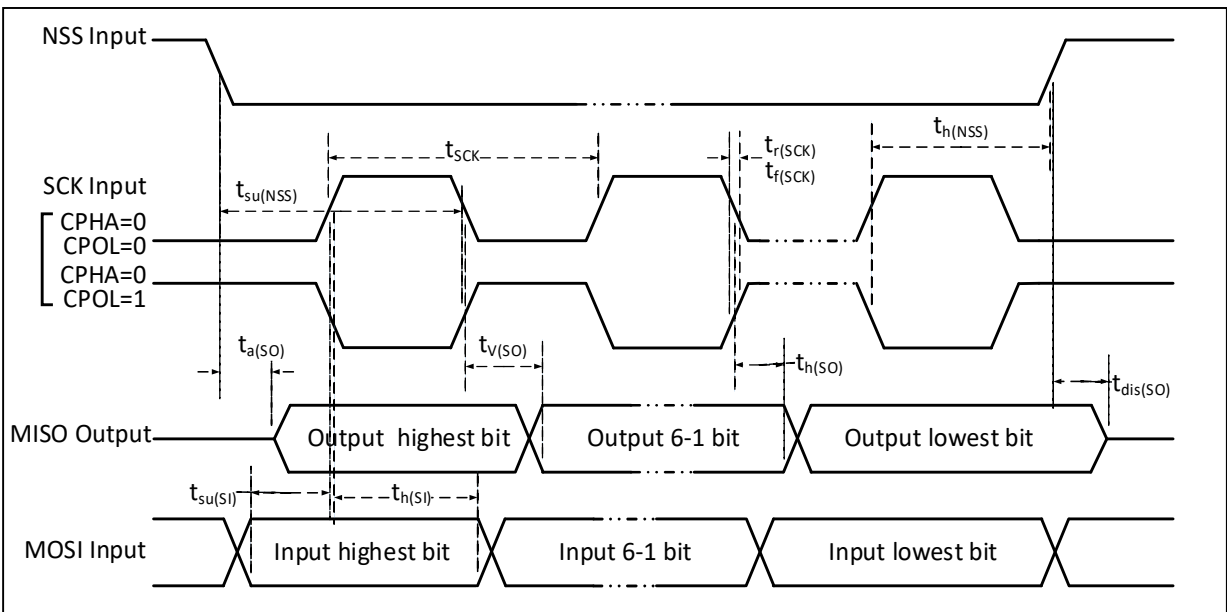 NSS Input
t_h(NSS)
t_SCK
t_r(SCK)
t_f(SCK)
SCK Input
t_su(NSS)
CPHA=0
CPOL=0
CPHA=0
CPOL=1
t_a(SO)
t_V(SO)
t_h(SO)
t_dis(SO)
MISO Output
Output highest bit
Output 6-1 bit
Output lowest bit
t_su(SI)
t_h(SI)
MOSI Input
Input highest bit
Input 6-1 bit
Input lowest bit